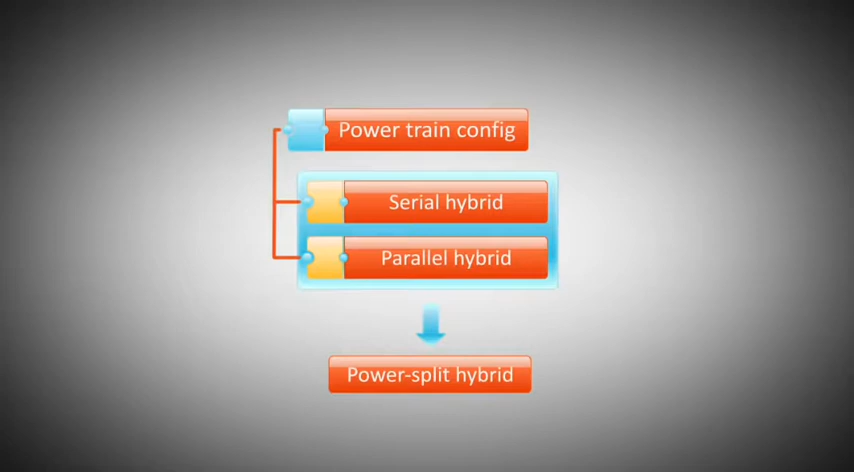 Power train config
Serial hybrid
Parallel hybrid
Power-split hybrid